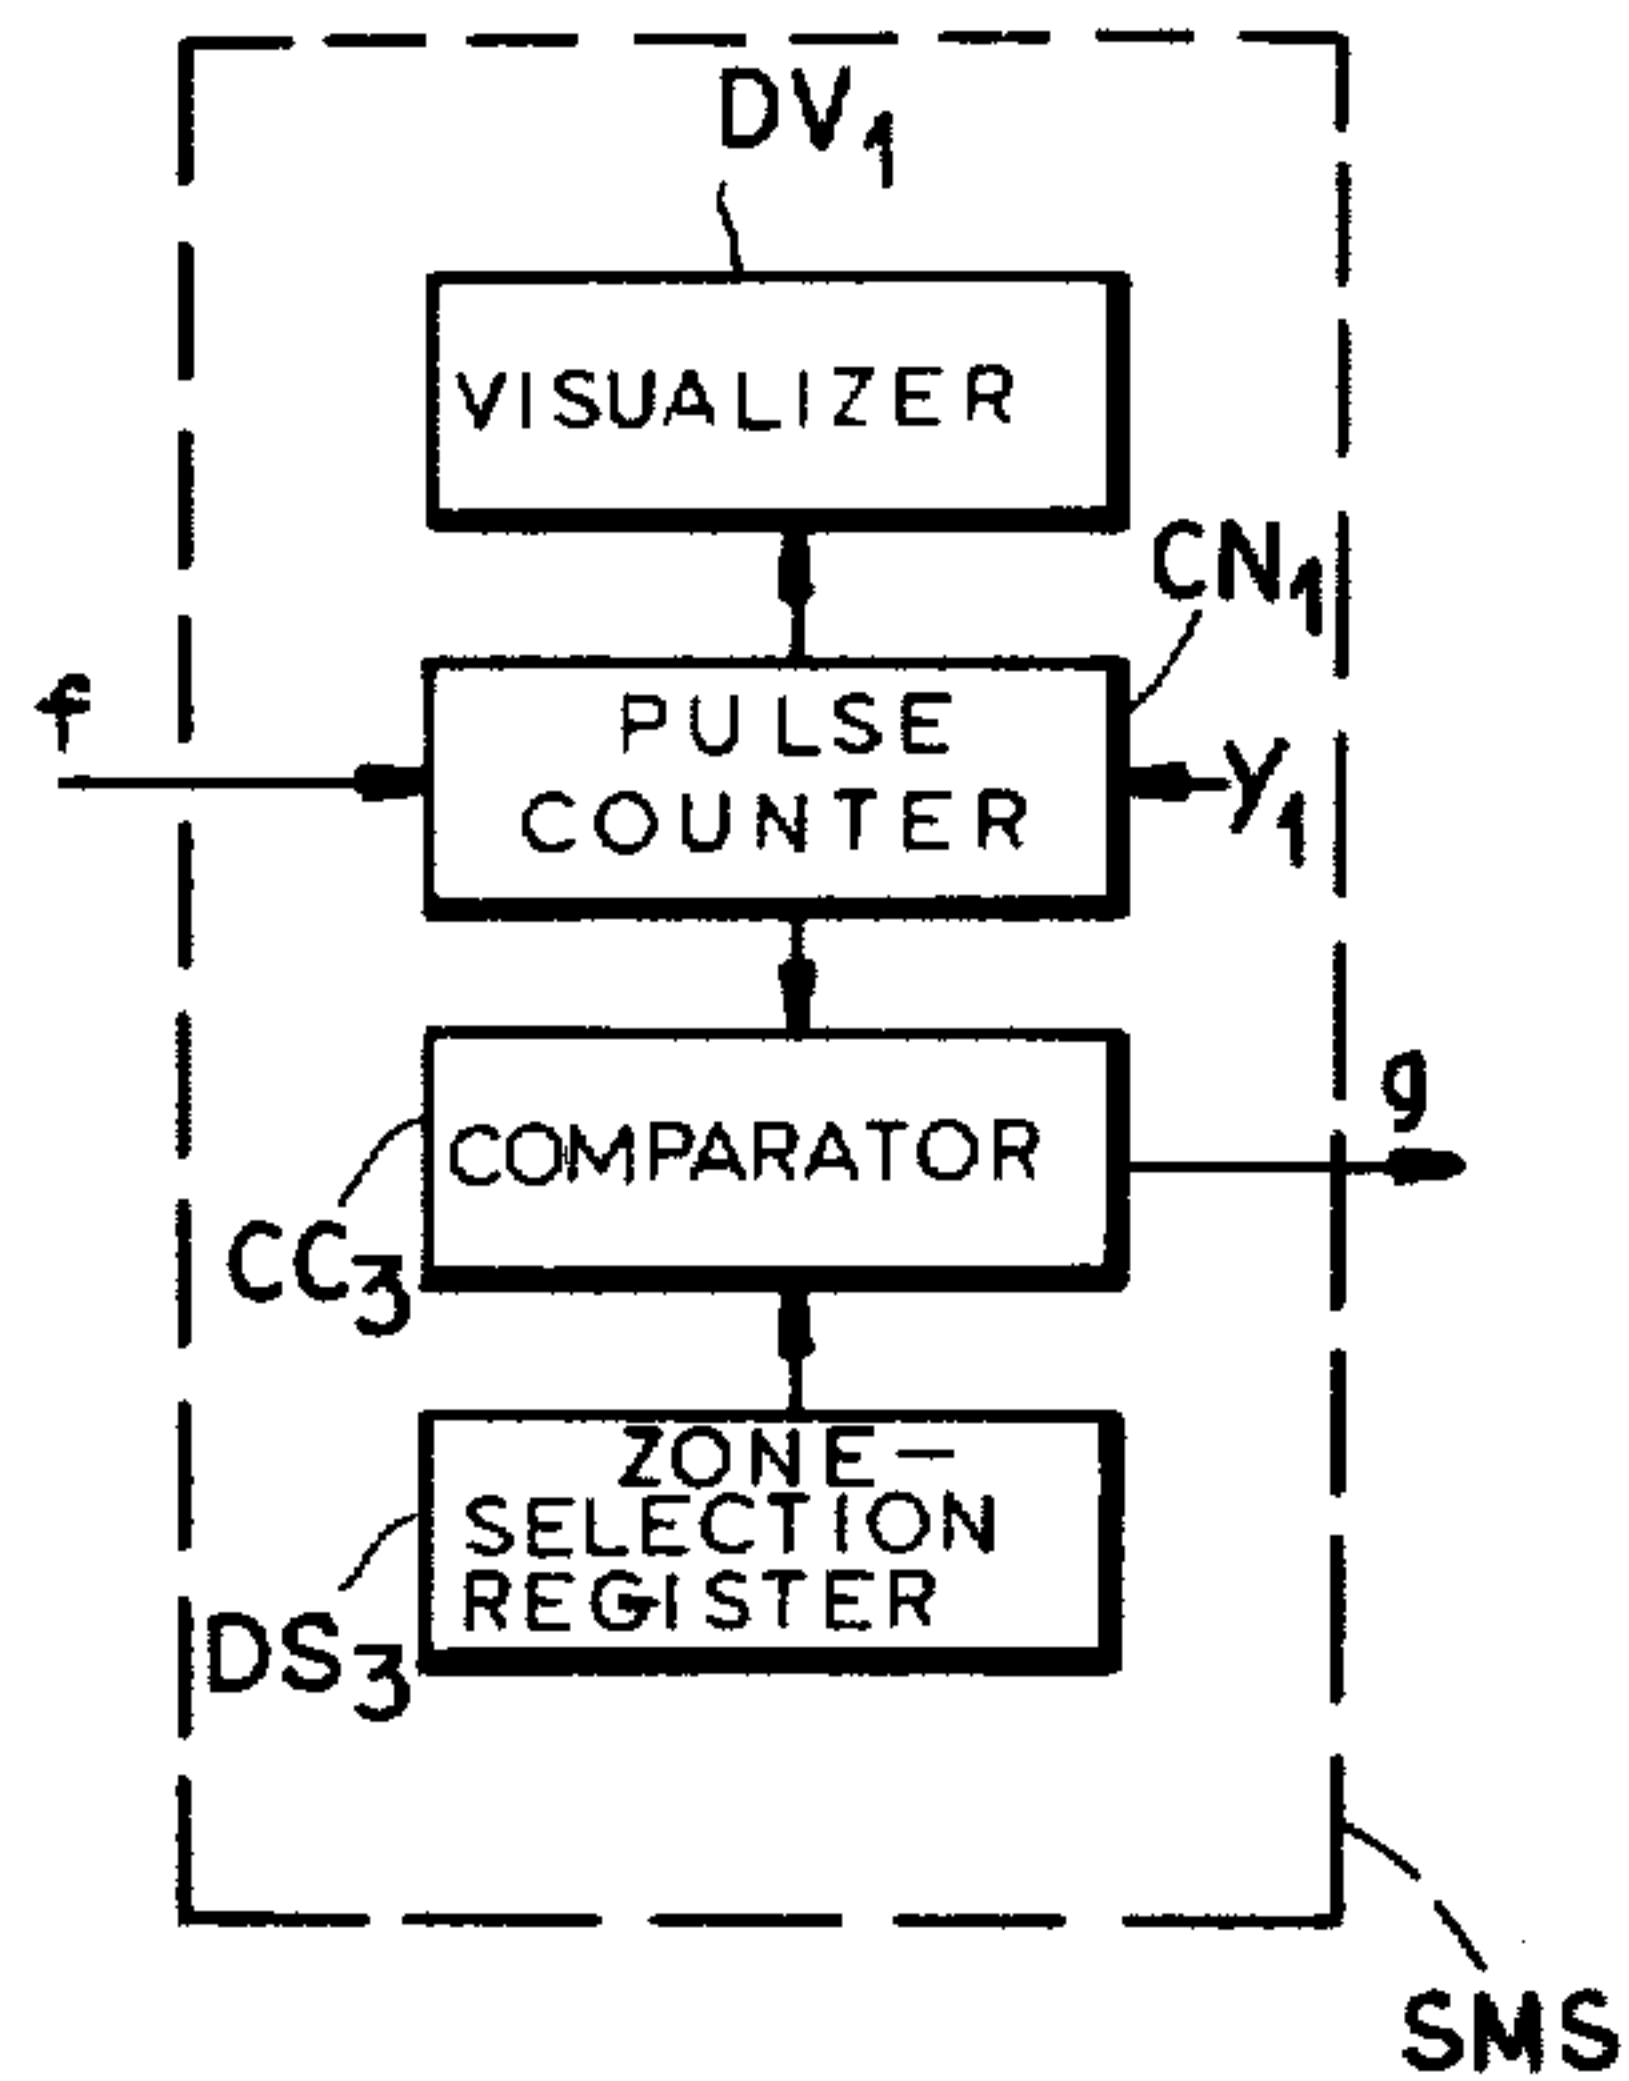 DV1
VISUALIZER
CN1
f
PULSE
COUNTER
Y1
g
COMPARATOR
CC3
ZONE-
SELECTION
REGISTER
DS3
SMS